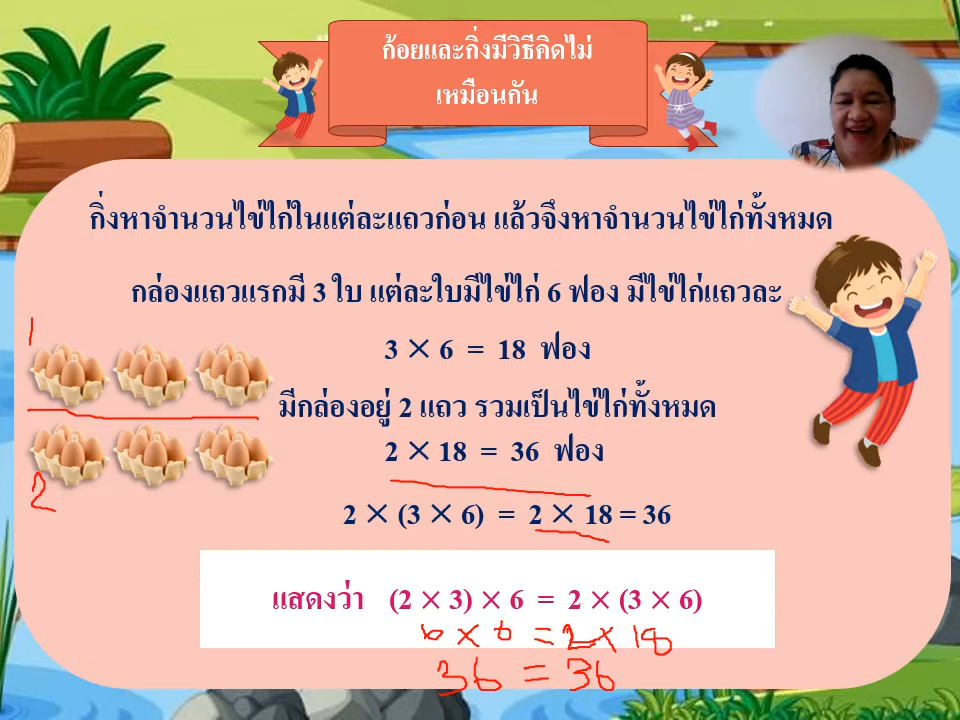 ก้อยและกิ่งมีวิธีคิดไม่
เหมือนกัน
กิ่งหาจำนวนไข่ไก่ในแต่ละแถวก่อน แล้วจึงหาจำนวนไข่ไก่ทั้งหมด
กล่องแถวแรกมี 3 ใบ แต่ละใบมีไข่ไก่ 6 ฟอง มีไข่ไก่แถวละ
1
3 × 6 = 18 ฟอง
มีกล่องอยู่ 2 แถว รวมเป็นไข่ไก่ทั้งหมด
2 × 18 = 36 ฟอง
2
2 × (3 × 6) = 2 × 18 = 36
แสดงว่า (2 × 3) × 6 = 2 × (3 × 6)
6 × 6 = 2 × 18
36 = 36